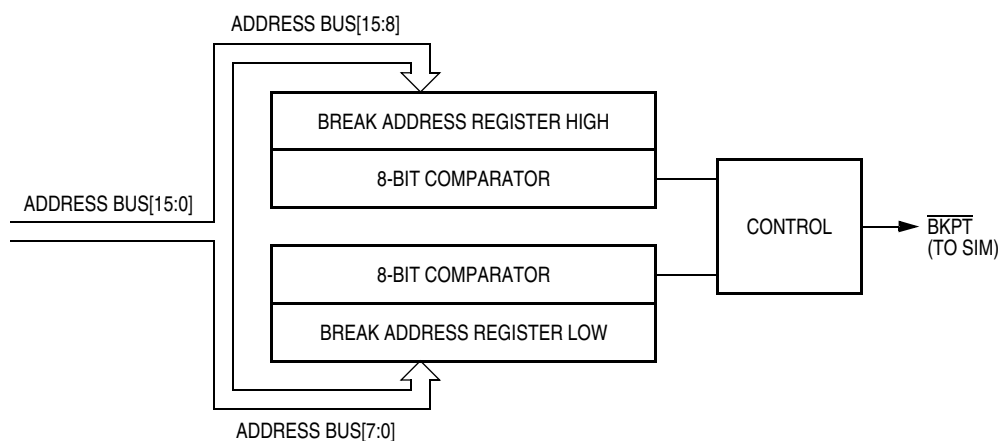 ADDRESS BUS[15:8]
BREAK ADDRESS REGISTER HIGH
8-BIT COMPARATOR
ADDRESS BUS[15:0]
CONTROL
BKPT
(TO SIM)
8-BIT COMPARATOR
BREAK ADDRESS REGISTER LOW
ADDRESS BUS[7:0]